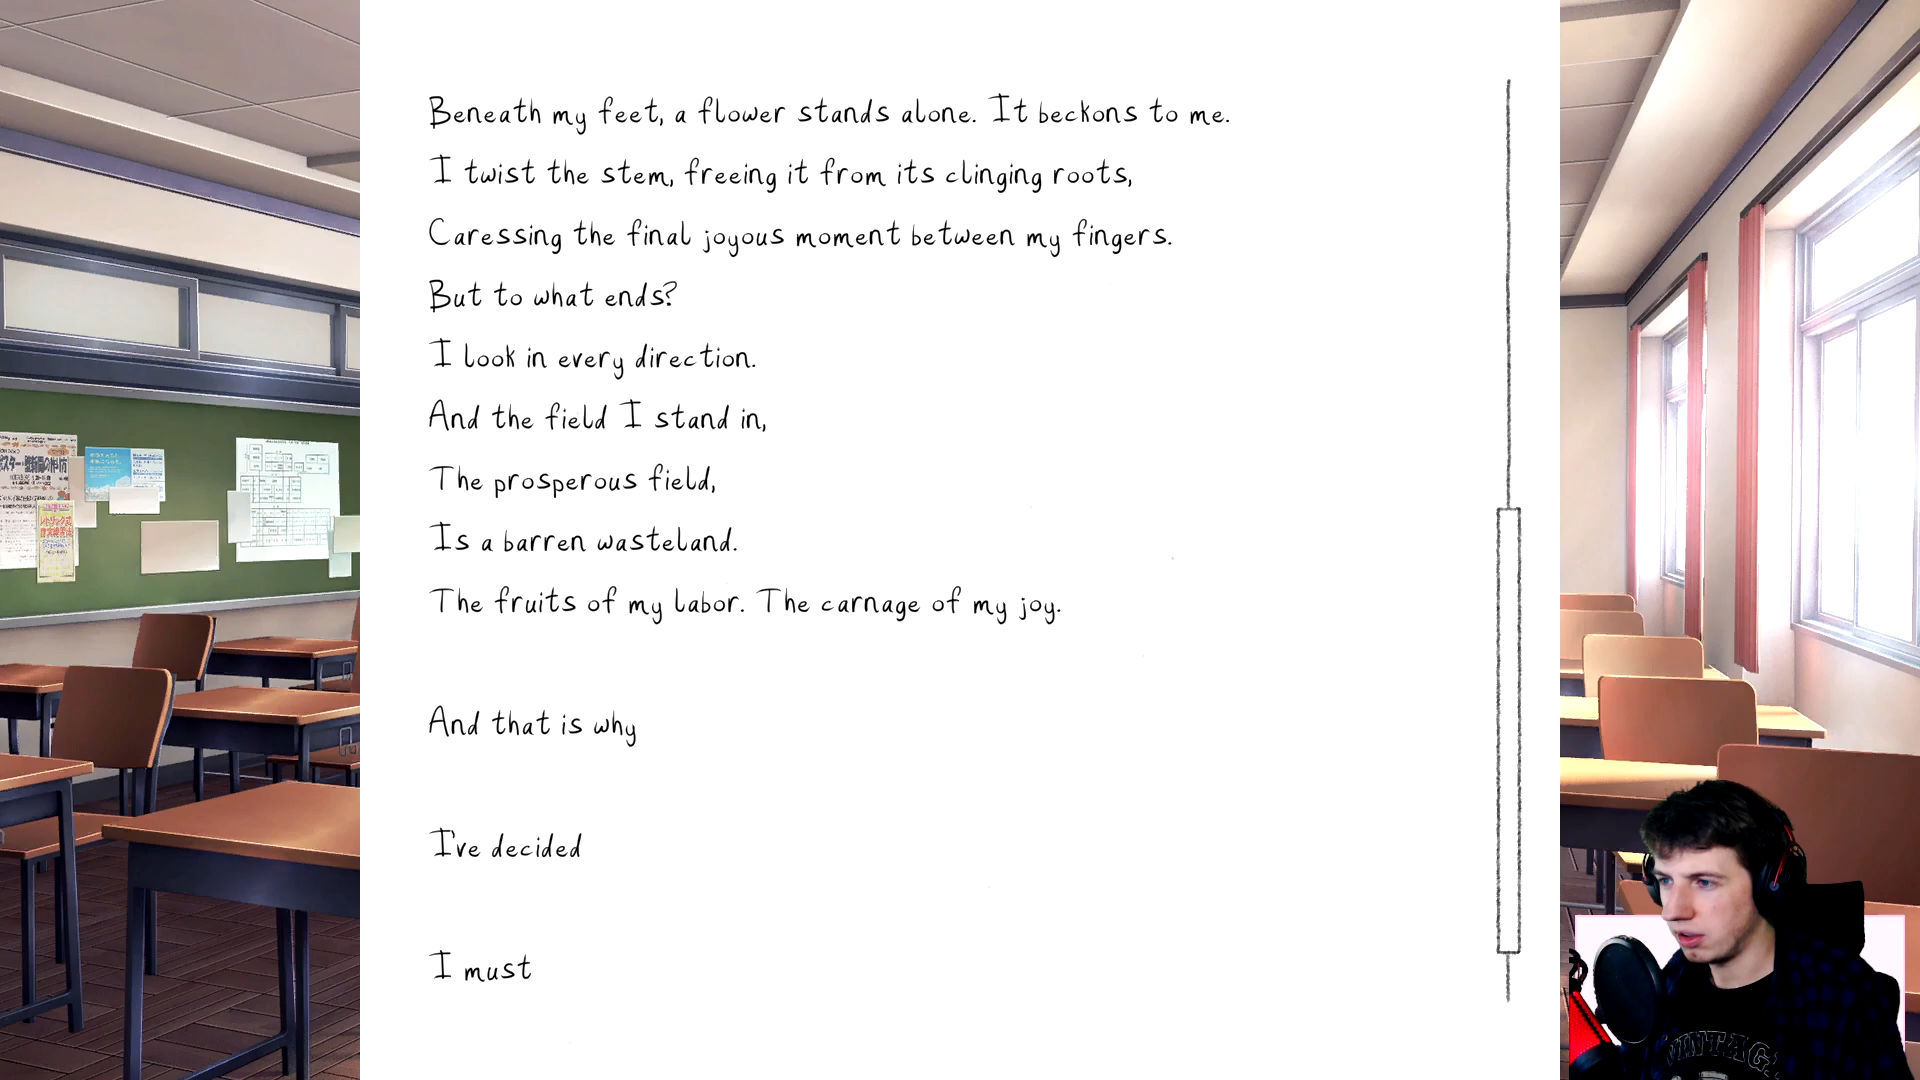 Beneath my feet, a flower stands alone. It beckons to me.
I twist the stem, freeing it from its clinging roots,
Caressing the final joyous moment between my fingers.
But to what ends?
I look in every direction.
And the field I stand in,
The prosperous field,
Is a barren wasteland.
The fruits of my labor. The carnage of my joy.
And that is why
I've decided
I must
VINTAG